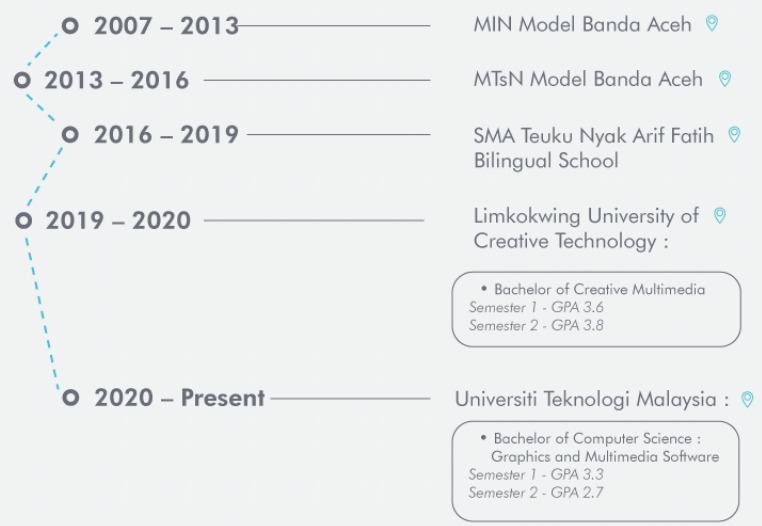 2007 – 2013
MIN Model Banda Aceh
2013 – 2016
MTsN Model Banda Aceh
2016 – 2019
SMA Teuku Nyak Arif Fatih
Bilingual School
2019 – 2020
Limkokwing University of
Creative Technology :
• Bachelor of Creative Multimedia
Semester 1 - GPA 3.6
Semester 2 - GPA 3.8
2020 – Present
Universiti Teknologi Malaysia :
• Bachelor of Computer Science :
Graphics and Multimedia Software
Semester 1 - GPA 3.3
Semester 2 - GPA 2.7